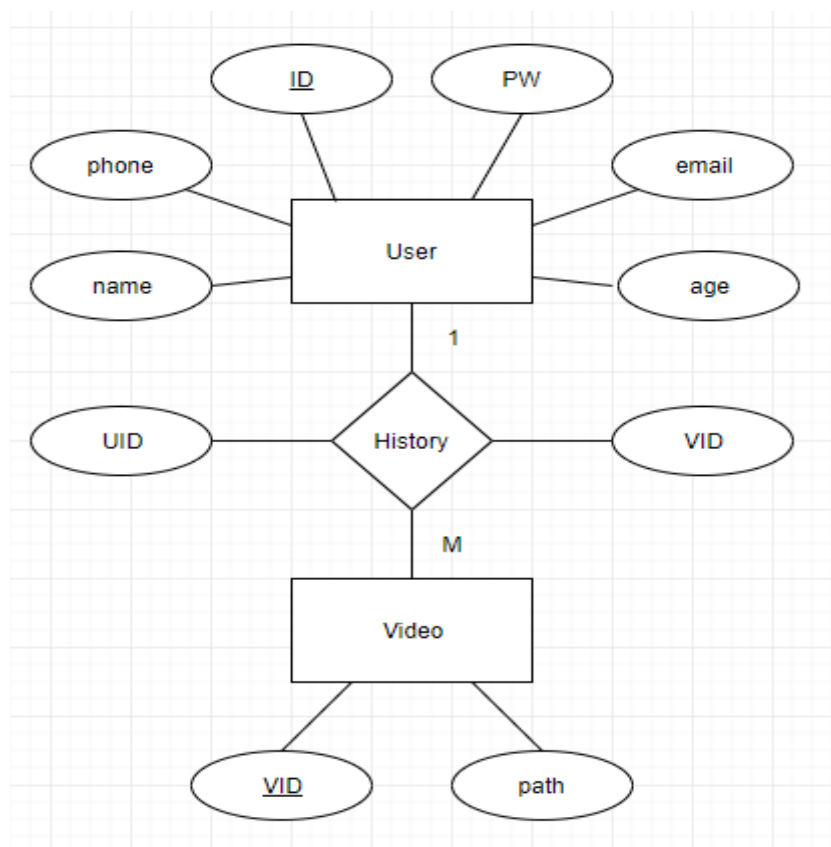 ID
PW
phone
email
User
name
age
1
UID
History
VID
M
Video
VID
path